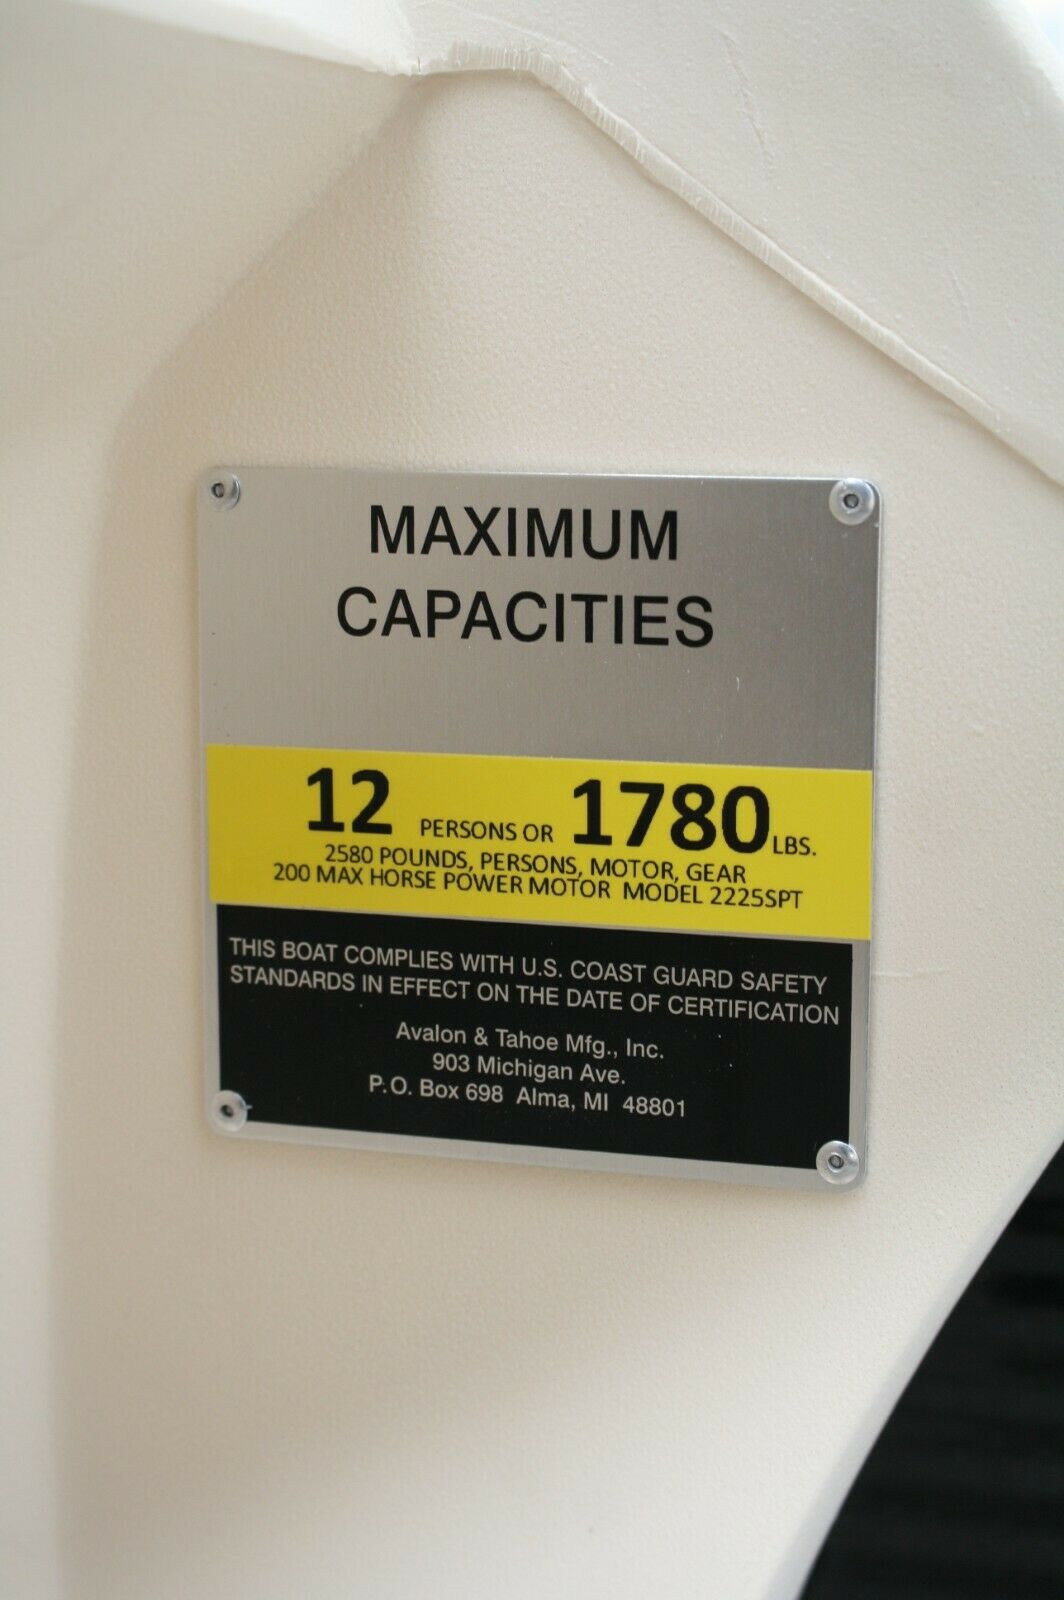 MAXIMUM
CAPACITIES
12 PERSONS OR 1780 LBS.
2580 POUNDS, PERSONS, MOTOR, GEAR
200 MAX HORSE POWER MOTOR MODEL 2225SPT
THIS BOAT COMPLIES WITH U.S. COAST GUARD SAFETY
STANDARDS IN EFFECT ON THE DATE OF CERTIFICATION
Avalon & Tahoe Mfg., Inc.
903 Michigan Ave.
P.O. Box 698 Alma, MI 48801